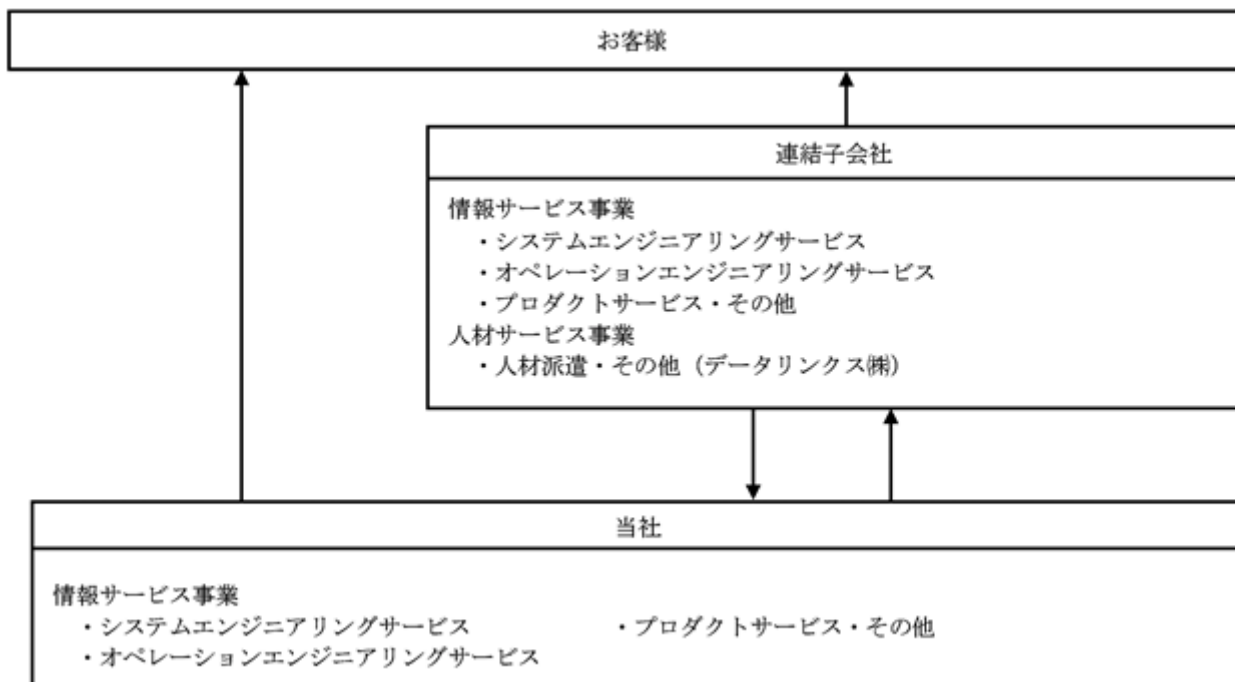 お客様
連結子会社
情報サービス事業
・システムエンジニアリングサービス
・オペレーションエンジニアリングサービス
・プロダクトサービス・その他
人材サービス事業
・人材派遣・その他（データリンクス㈱）
当社
情報サービス事業
・システムエンジニアリングサービス ・プロダクトサービス・その他
・オペレーションエンジニアリングサービス